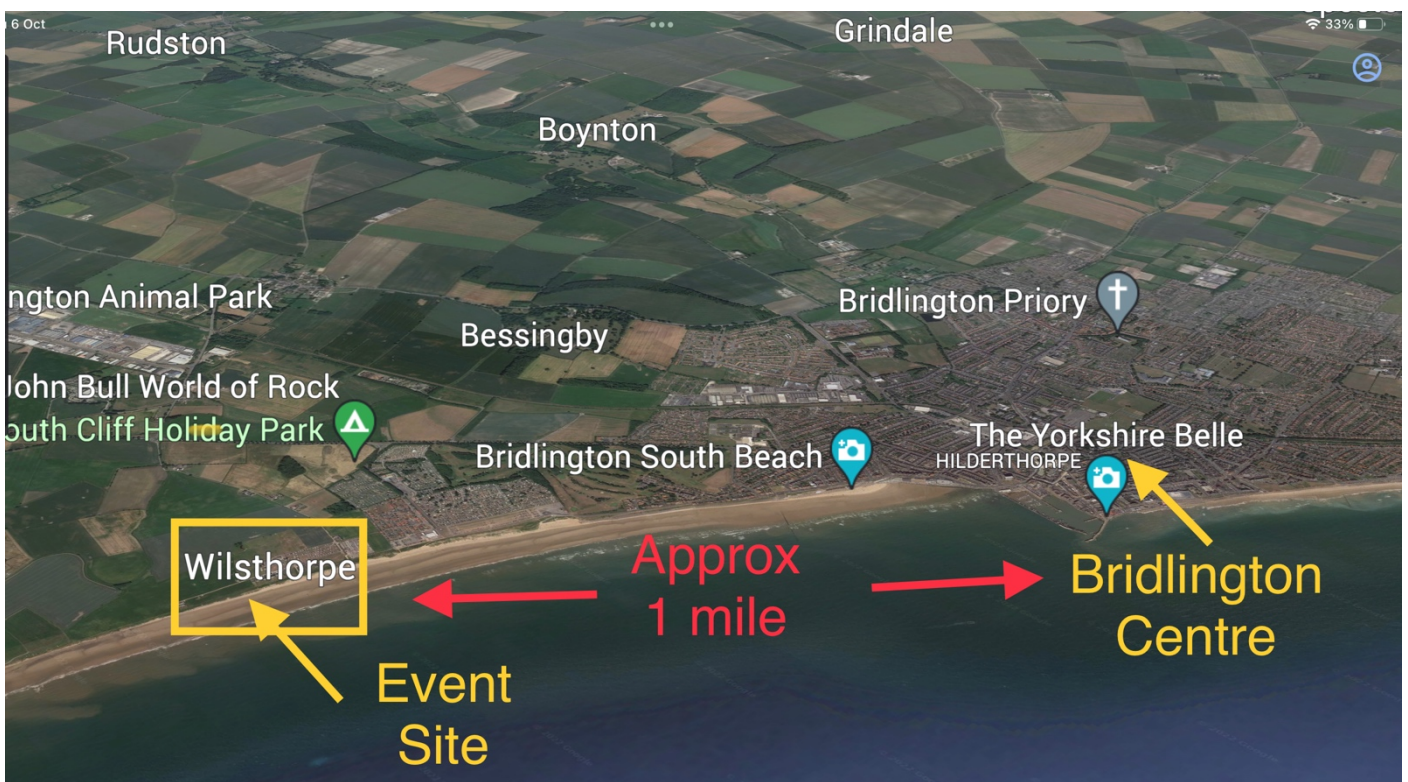 6 Oct
33%
Rudston
Grindale
Boynton
ngton Animal Park
Bridlington Priory
Bessingby
John Bull World of Rock
outh Cliff Holiday Park
Bridlington South Beach
The Yorkshire Belle
HILDERTHORPE
Wilsthorpe
Approx
1 mile
Bridlington
Centre
Event
Site